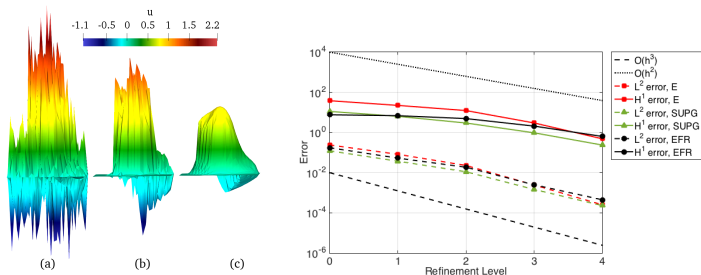 u
-1.1 -0.5 0 0.5 1 1.5 2.2
(a) (b) (c)
10^4
10^2
10^0
10^-2
10^-4
10^-6
Error
0 1 2 3 4
Refinement Level
O(h^3)
O(h^2)
L^2 error, E
H^1 error, E
L^2 error, SUPG
H^1 error, SUPG
L^2 error, EFR
H^1 error, EFR